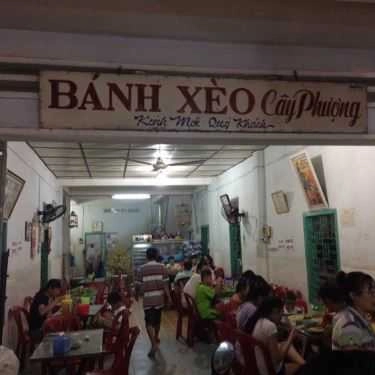 BÁNH XÈO Cây Phượng
Kính Mời Quý Khách